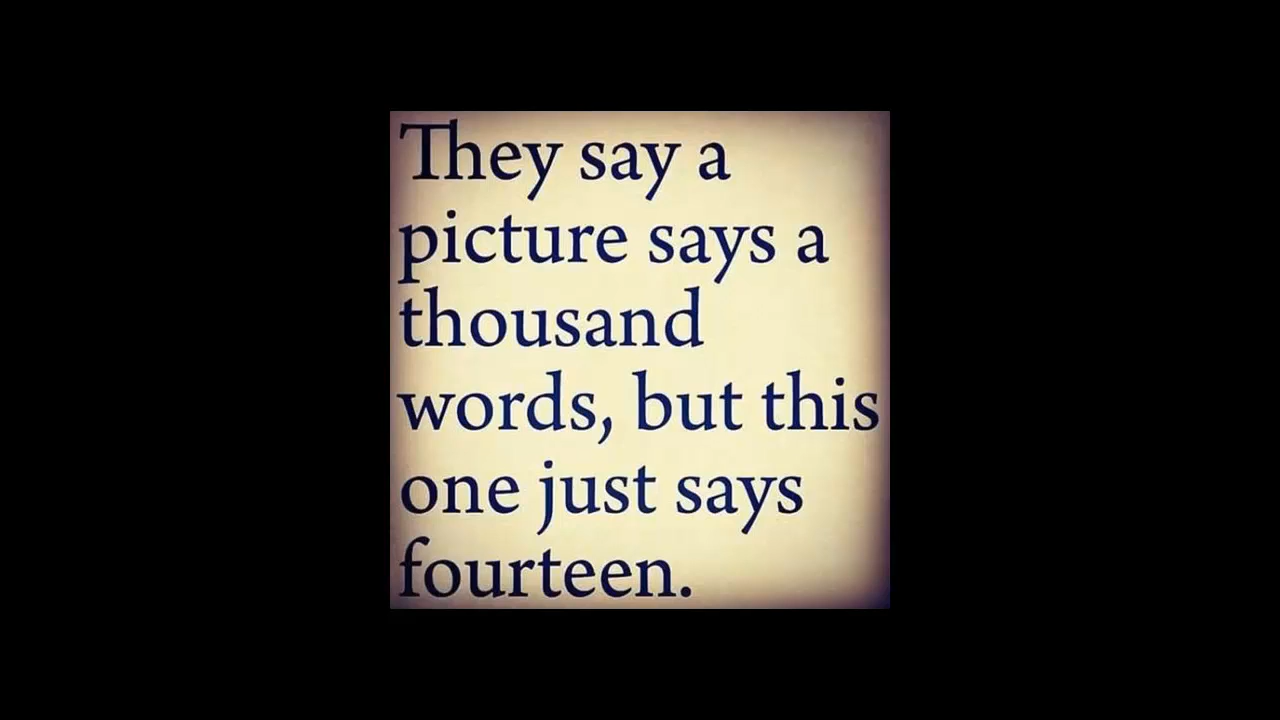 They say a
picture says a
thousand
words, but this
one just says
fourteen.